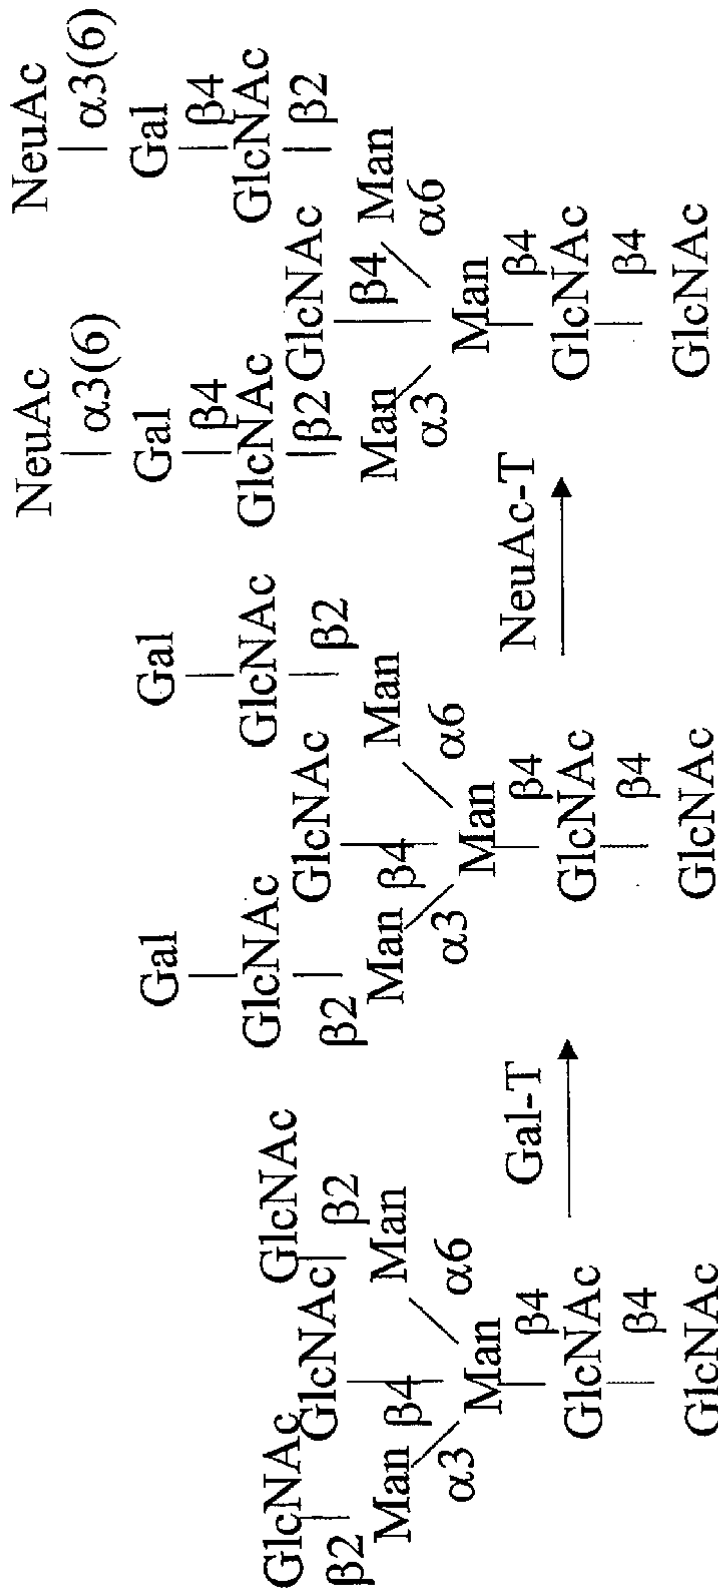 GlcNAc GlcNAc GlcNAc
β2 β2
Man β4 Man
α3 α6
Man
β4
GlcNAc
β4
GlcNAc
Gal-T
Gal Gal
GlcNAc GlcNAc
GlcNAc
β2 β2
Man β4 Man
α3 α6
Man
β4
GlcNAc
β4
GlcNAc
NeuAc-T
NeuAc NeuAc
α3(6) α3(6)
Gal Gal
β4 β4
GlcNAc GlcNAc
GlcNAc
β2 β2
Man β4 Man
α3 α6
Man
β4
GlcNAc
β4
GlcNAc